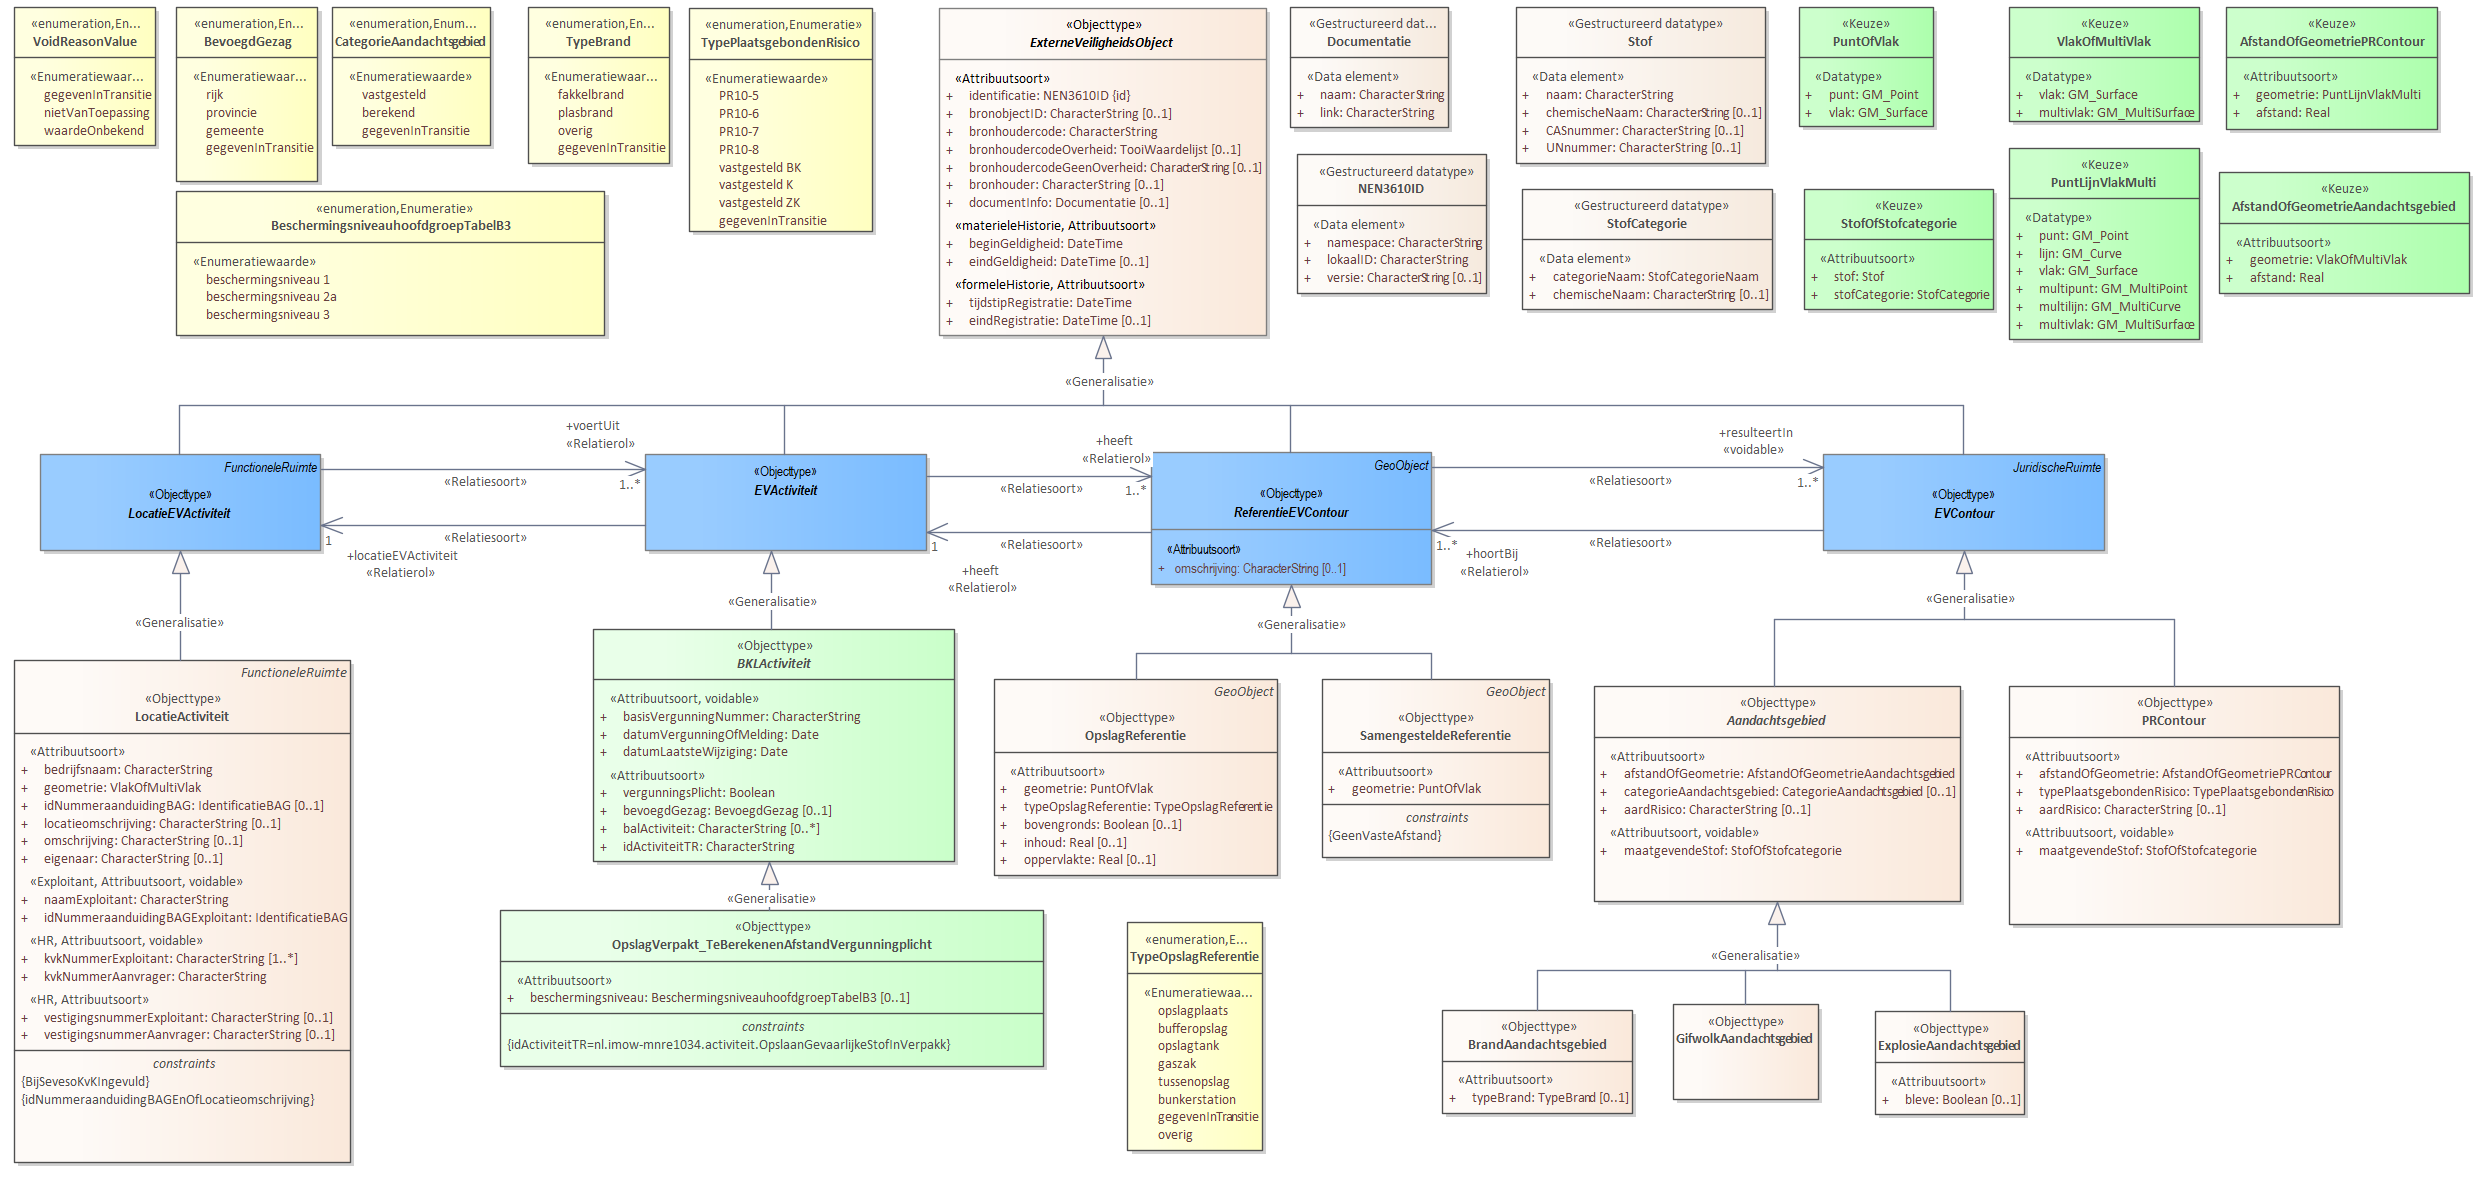 «enumeration,En...
VoidReasonValue
«Enumeratiewaar...
gegevenInTransitie
nietVanToepassing
waardeOnbekend
«enumeration,En...
BevoegdGezag
«Enumeratiewaar...
rijk
provincie
gemeente
gegevenInTransitie
«enumeration,Enum...
CategorieAandachtsgebied
«Enumeratiewaarde»
vastgesteld
berekend
gegevenInTransitie
«enumeration,En...
TypeBrand
«Enumeratiewaar...
fakkelbrand
plasbrand
overig
gegevenInTransitie
«enumeration,Enumeratie»
TypePlaatsgebondenRisico
«Enumeratiewaarde»
PR10-5
PR10-6
PR10-7
PR10-8
vastgesteld BK
vastgesteld K
vastgesteld ZK
gegevenInTransitie
«enumeration,Enumeratie»
BeschermingsniveauhoofdgroepTabelB3
«Enumeratiewaarde»
beschermingsniveau 1
beschermingsniveau 2a
beschermingsniveau 3
«Objecttype»
ExterneVeiligheidsObject
«Attribuutsoort»
+ identificatie: NEN3610ID {id}
+ bronobjectID: CharacterString [0..1]
+ bronhoudercode: CharacterString
+ bronhoudercodeOverheid: TooiWaardelijst [0..1]
+ bronhoudercodeGeenOverheid: CharacterString [0..1]
+ bronhouder: CharacterString [0..1]
+ documentInfo: Documentatie [0..1]
«materieleHistorie, Attribuutsoort»
+ beginGeldigheid: DateTime
+ eindGeldigheid: DateTime [0..1]
«formeleHistorie, Attribuutsoort»
+ tijdstipRegistratie: DateTime
+ eindRegistratie: DateTime [0..1]
«Gestructureerd dat...
Documentatie
«Data element»
+ naam: CharacterString
+ link: CharacterString
«Gestructureerd datatype»
NEN3610ID
«Data element»
+ namespace: CharacterString
+ lokaalID: CharacterString
+ versie: CharacterString [0..1]
«Gestructureerd datatype»
Stof
«Data element»
+ naam: CharacterString
+ chemischeNaam: CharacterString [0..1]
+ CASnummer: CharacterString [0..1]
+ UNnummer: CharacterString [0..1]
«Gestructureerd datatype»
StofCategorie
«Data element»
+ categorieNaam: StofCategorieNaam
+ chemischeNaam: CharacterString [0..1]
«Keuze»
PuntOfVlak
«Datatype»
+ punt: GM_Point
+ vlak: GM_Surface
«Keuze»
StofOfStofcategorie
«Attribuutsoort»
+ stof: Stof
+ stofCategorie: StofCategorie
«Keuze»
VlakOfMultiVlak
«Datatype»
+ vlak: GM_Surface
+ multivlak: GM_MultiSurface
«Keuze»
PuntLijnVlakMulti
«Datatype»
+ punt: GM_Point
+ lijn: GM_Curve
+ vlak: GM_Surface
+ multipunt: GM_MultiPoint
+ multilijn: GM_MultiCurve
+ multivlak: GM_MultiSurface
«Keuze»
AfstandOfGeometriePRContour
«Attribuutsoort»
+ geometrie: PuntLijnVlakMulti
+ afstand: Real
«Keuze»
AfstandOfGeometrieAandachtsgebied
«Attribuutsoort»
+ geometrie: VlakOfMultiVlak
+ afstand: Real
«Generalisatie»
FunctioneleRuimte
«Objecttype»
LocatieEVActiviteit
+voertUit
«Relatierol»
«Relatiesoort»
1..*
«Relatiesoort»
1
+locatieEVActiviteit
«Relatierol»
«Objecttype»
EVActiviteit
+heeft
«Relatierol»
«Relatiesoort»
1..*
«Relatiesoort»
1
+heeft
«Relatierol»
GeoObject
«Objecttype»
ReferentieEVContour
«Attribuutsoort»
+ omschrijving: CharacterString [0..1]
+resulteertIn
«voidable»
«Relatiesoort»
1..*
«Relatiesoort»
1..*
+hoortBij
«Relatierol»
JuridischeRuimte
«Objecttype»
EVContour
«Generalisatie»
«Generalisatie»
«Generalisatie»
«Generalisatie»
FunctioneleRuimte
«Objecttype»
LocatieActiviteit
«Attribuutsoort»
+ bedrijfsnaam: CharacterString
+ geometrie: VlakOfMultiVlak
+ idNummeraanduidingBAG: IdentificatieBAG [0..1]
+ locatieomschrijving: CharacterString [0..1]
+ omschrijving: CharacterString [0..1]
+ eigenaar: CharacterString [0..1]
«Exploitant, Attribuutsoort, voidable»
+ naamExploitant: CharacterString
+ idNummeraanduidingBAGExploitant: IdentificatieBAG
«HR, Attribuutsoort, voidable»
+ kvkNummerExploitant: CharacterString [1..*]
+ kvkNummerAanvrager: CharacterString
«HR, Attribuutsoort»
+ vestigingsnummerExploitant: CharacterString [0..1]
+ vestigingsnummerAanvrager: CharacterString [0..1]
constraints
{BijSevesoKvKIngevuld}
{idNummeraanduidingBAGEnOfLocatieomschrijving}
«Objecttype»
BKLActiviteit
«Attribuutsoort, voidable»
+ basisVergunningNummer: CharacterString
+ datumVergunningOfMelding: Date
+ datumLaatsteWijziging: Date
«Attribuutsoort»
+ vergunningsPlicht: Boolean
+ bevoegdGezag: BevoegdGezag [0..1]
+ balActiviteit: CharacterString [0..*]
+ idActiviteitTR: CharacterString
«Generalisatie»
«Objecttype»
OpslagVerpakt_TeBerekenenAfstandVergunningplicht
«Attribuutsoort»
+ beschermingsniveau: BeschermingsniveauhoofdgroepTabelB3 [0..1]
constraints
{idActiviteitTR=nl.imow-mnre1034.activiteit.OpslaanGevaarlijkeStofInVerpakk}
GeoObject
«Objecttype»
OpslagReferentie
«Attribuutsoort»
+ geometrie: PuntOfVlak
+ typeOpslagReferentie: TypeOpslagReferentie
+ bovengronds: Boolean [0..1]
+ inhoud: Real [0..1]
+ oppervlakte: Real [0..1]
GeoObject
«Objecttype»
SamengesteldeReferentie
«Attribuutsoort»
+ geometrie: PuntOfVlak
constraints
{GeenVasteAfstand}
«enumeration,E...
TypeOpslagReferentie
«Enumeratiewaa...
opslagplaats
bufferopslag
opslagtank
gaszak
tussenopslag
bunkerstation
gegevenInTransitie
overig
«Objecttype»
Aandachtsgebied
«Attribuutsoort»
+ afstandOfGeometrie: AfstandOfGeometrieAandachtsgebied
+ categorieAandachtsgebied: CategorieAandachtsgebied [0..1]
+ aardRisico: CharacterString [0..1]
«Attribuutsoort, voidable»
+ maatgevendeStof: StofOfStofcategorie
«Objecttype»
PRContour
«Attribuutsoort»
+ afstandOfGeometrie: AfstandOfGeometriePRContour
+ typePlaatsgebondenRisico: TypePlaatsgebondenRisico
+ aardRisico: CharacterString [0..1]
«Attribuutsoort, voidable»
+ maatgevendeStof: StofOfStofcategorie
«Generalisatie»
«Objecttype»
BrandAandachtsgebied
«Attribuutsoort»
+ typeBrand: TypeBrand [0..1]
«Objecttype»
GifwolkAandachtsgebied
«Objecttype»
ExplosieAandachtsgebied
«Attribuutsoort»
+ bleve: Boolean [0..1]